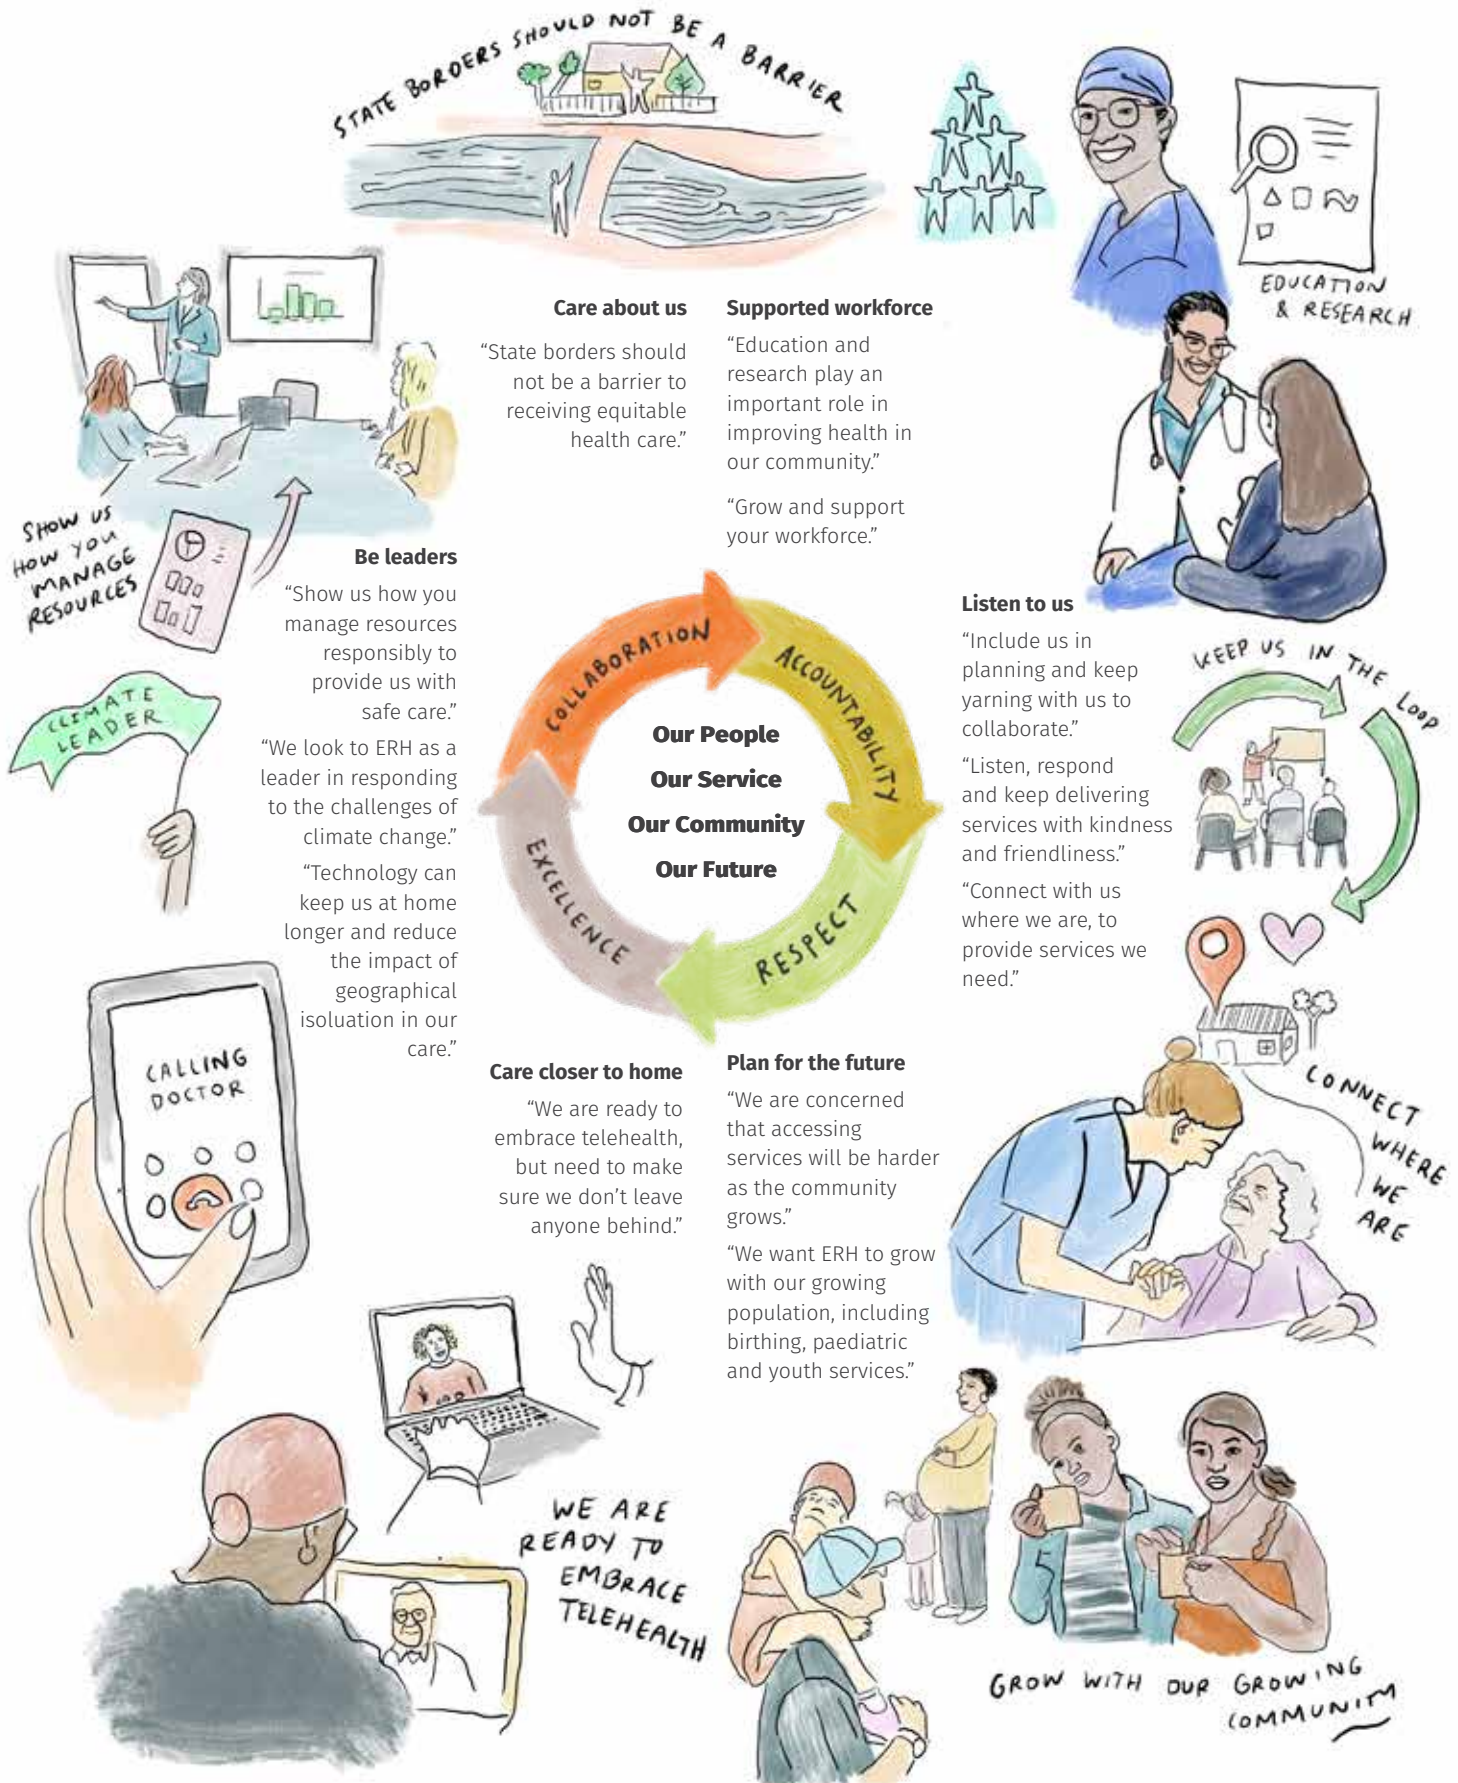 STATE BORDERS SHOULD NOT BE A BARRIER
EDUCATION
& RESEARCH
Care about us
“State borders should
not be a barrier to
receiving equitable
health care.”
Supported workforce
“Education and
research play an
important role in
improving health in
our community.”
“Grow and support
your workforce.”
SHOW US
HOW YOU
MANAGE
RESOURCES
Be leaders
“Show us how you
manage resources
responsibly to
provide us with
safe care.”
“We look to ERH as a
leader in responding
to the challenges of
climate change.”
“Technology can
keep us at home
longer and reduce
the impact of
geographical
isoluation in our
care.”
CLIMATE
LEADER
COLLABORATION
ACCOUNTABILITY
RESPECT
EXCELLENCE
Our People
Our Service
Our Community
Our Future
Listen to us
“Include us in
planning and keep
yarning with us to
collaborate.”
“Listen, respond
and keep delivering
services with kindness
and friendliness.”
“Connect with us
where we are, to
provide services we
need.”
KEEP US IN THE LOOP
CALLING
DOCTOR
Care closer to home
“We are ready to
embrace telehealth,
but need to make
sure we don’t leave
anyone behind.”
Plan for the future
“We are concerned
that accessing
services will be harder
as the community
grows.”
“We want ERH to grow
with our growing
population, including
birthing, paediatric
and youth services.”
CONNECT
WHERE
WE
ARE
WE ARE
READY TO
EMBRACE
TELEHEALTH
GROW WITH OUR GROWING
COMMUNITY